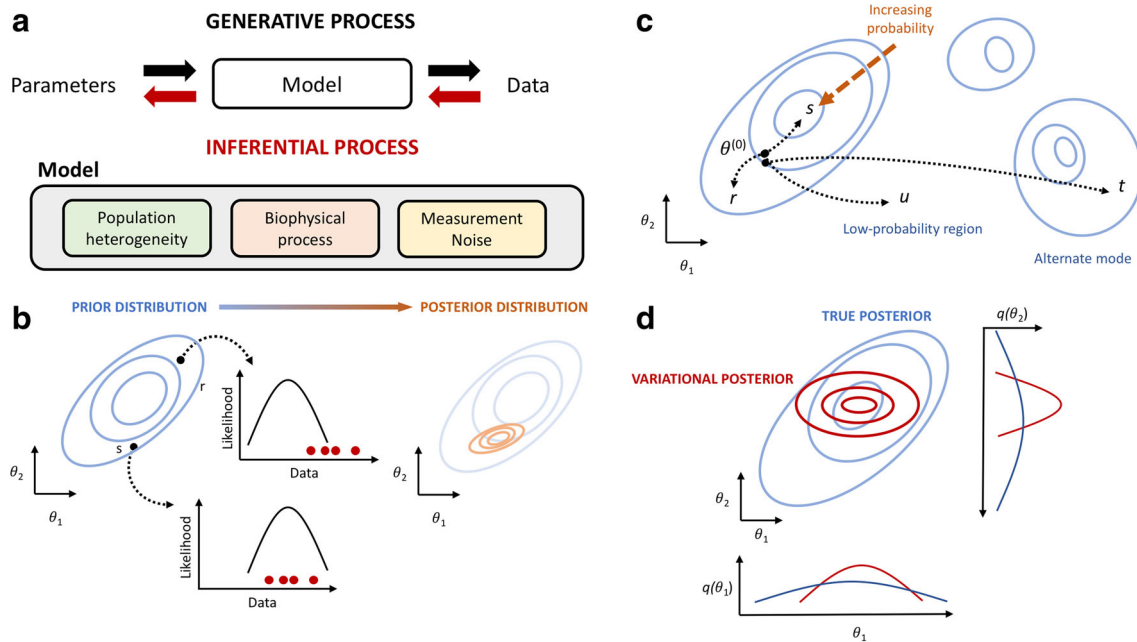 a
GENERATIVE PROCESS
Parameters
Model
Data
INFERENTIAL PROCESS
Model
Population
heterogeneity
Biophysical
process
Measurement
Noise
b
PRIOR DISTRIBUTION
POSTERIOR DISTRIBUTION
r
s
θ2
θ1
Likelihood
Data
Likelihood
Data
θ2
θ1
c
Increasing
probability
s
θ(0)
r
u
t
Low-probability region
Alternate mode
θ2
θ1
d
TRUE POSTERIOR
VARIATIONAL POSTERIOR
q(θ2)
θ2
θ1
q(θ1)
θ1